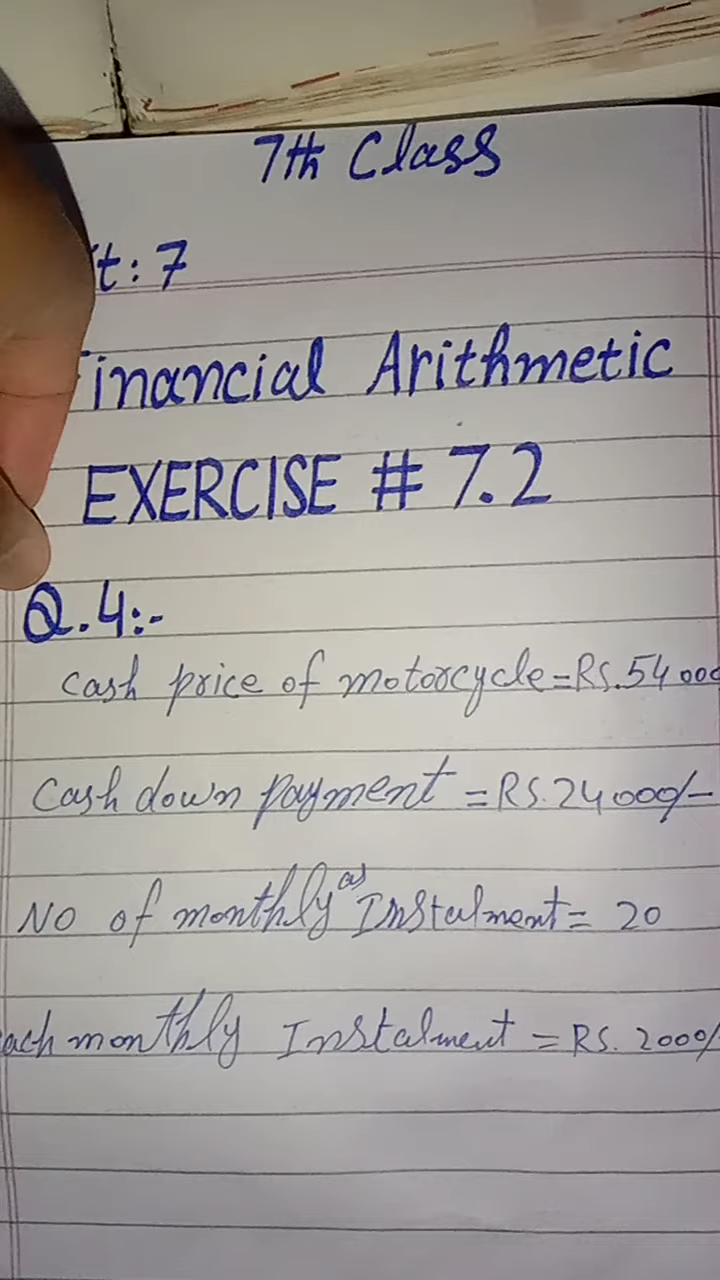 7th Class
t: 7
inancial Arithmetic
EXERCISE # 7.2
Q.4:-
Cash price of motorcycle=Rs.54000
Cash down payment =RS.24000/-
NO of monthly Instalment= 20
ach monthly Instalment = RS. 2000/